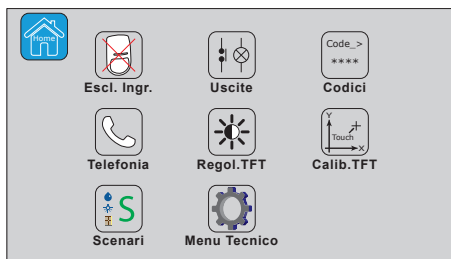 Home
Code_>
****
Escl. Ingr.
Uscite
Codici
Y
Touch
X
Telefonia
Regol.TFT
Calib.TFT
S
Scenari
Menu Tecnico